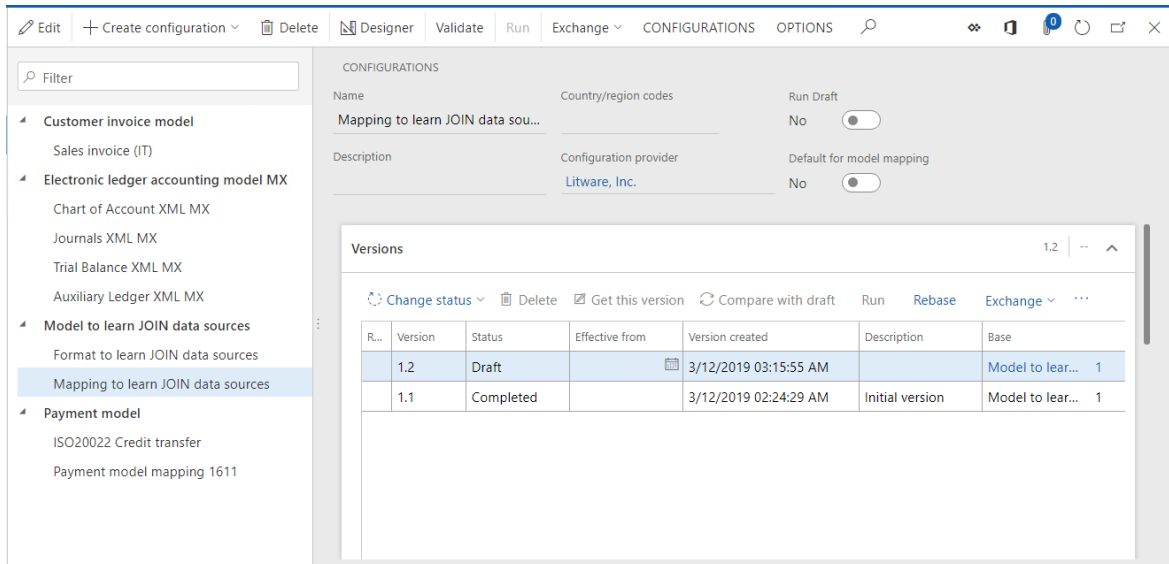 Edit Create configuration Delete Designer Validate Run Exchange CONFIGURATIONS OPTIONS 0
Filter
Customer invoice model
Sales invoice (IT)
Electronic ledger accounting model MX
Chart of Account XML MX
Journals XML MX
Trial Balance XML MX
Auxiliary Ledger XML MX
Model to learn JOIN data sources
Format to learn JOIN data sources
Mapping to learn JOIN data sources
Payment model
ISO20022 Credit transfer
Payment model mapping 1611
CONFIGURATIONS
Name Country/region codes Run Draft
Mapping to learn JOIN data sou... No
Description Configuration provider Default for model mapping
Litware, Inc. No
Versions 1.2 --
Change status Delete Get this version Compare with draft Run Rebase Exchange ...
R... Version Status Effective from Version created Description Base
1.2 Draft 3/12/2019 03:15:55 AM Model to lear... 1
1.1 Completed 3/12/2019 02:24:29 AM Initial version Model to lear... 1